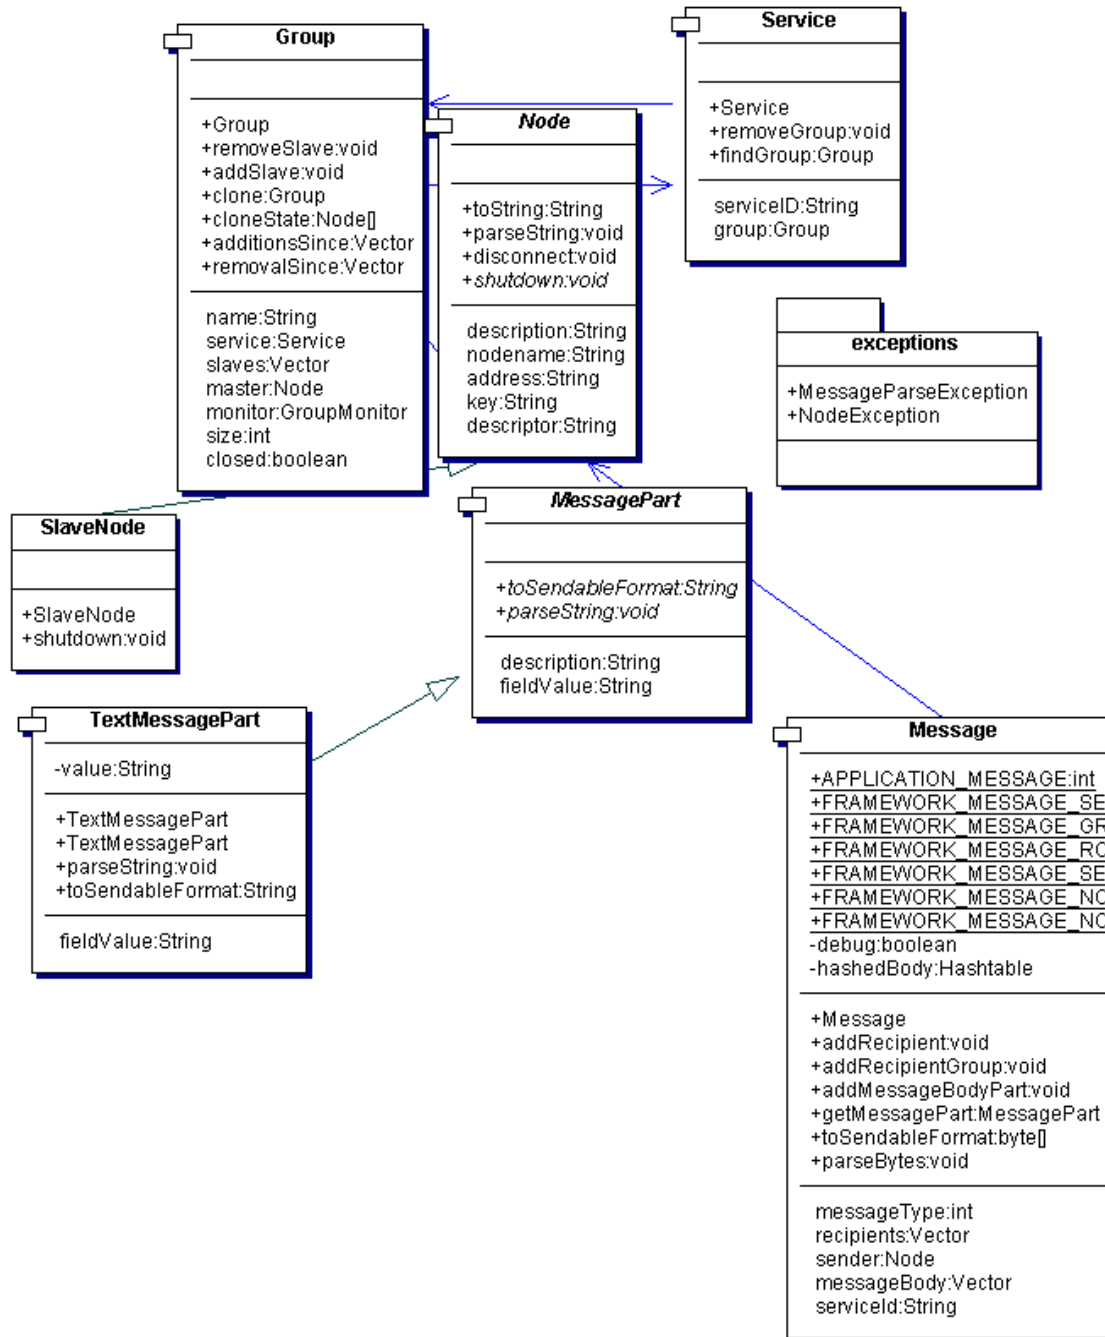 Group
+Group
+removeSlave:void
+addSlave:void
+clone:Group
+cloneState:Node[]
+additionsSince:Vector
+removalSince:Vector
name:String
service:Service
slaves:Vector
master:Node
monitor:GroupMonitor
size:int
closed:boolean
Node
+toString:String
+parseString:void
+disconnect:void
+shutdown:void
description:String
nodename:String
address:String
key:String
descriptor:String
Service
+Service
+removeGroup:void
+findGroup:Group
serviceID:String
group:Group
exceptions
+MessageParseException
+NodeException
SlaveNode
+SlaveNode
+shutdown:void
MessagePart
+toSendableFormat:String
+parseString:void
description:String
fieldValue:String
TextMessagePart
-value:String
+TextMessagePart
+TextMessagePart
+parseString:void
+toSendableFormat:String
fieldValue:String
Message
+APPLICATION_MESSAGE:int
+FRAMEWORK_MESSAGE_SE
+FRAMEWORK_MESSAGE_GR
+FRAMEWORK_MESSAGE_RO
+FRAMEWORK_MESSAGE_SE
+FRAMEWORK_MESSAGE_NO
+FRAMEWORK_MESSAGE_NO
-debug:boolean
-hashedBody:Hashtable
+Message
+addRecipient:void
+addRecipientGroup:void
+addMessageBodyPart:void
+getMessagePart:MessagePart
+toSendableFormat:byte[]
+parseBytes:void
messageType:int
recipients:Vector
sender:Node
messageBody:Vector
serviceId:String